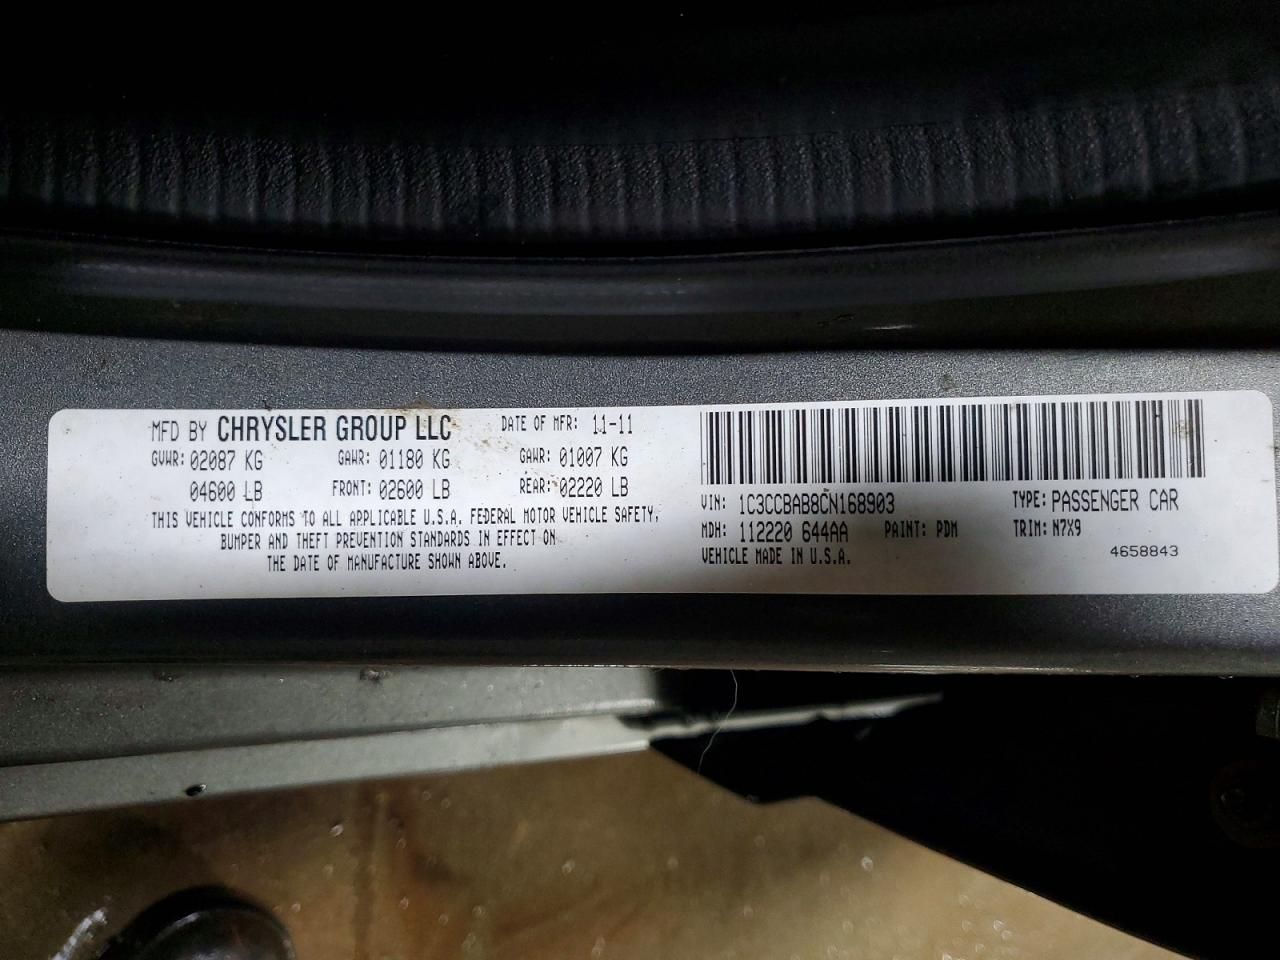 MFD BY CHRYSLER GROUP LLC DATE OF MFR: 11-11
GVWR: 02087 KG GAWR: 01180 KG GAWR: 01007 KG
04600 LB FRONT: 02600 LB REAR: 02220 LB
THIS VEHICLE CONFORMS TO ALL APPLICABLE U.S.A. FEDERAL MOTOR VEHICLE SAFETY,
BUMPER AND THEFT PREVENTION STANDARDS IN EFFECT ON
THE DATE OF MANUFACTURE SHOWN ABOVE.
VIN: 1C3CCBAB8CN168903 TYPE: PASSENGER CAR
MDH: 112220 644AA PAINT: PDM TRIM: N7X9
VEHICLE MADE IN U.S.A. 4658843